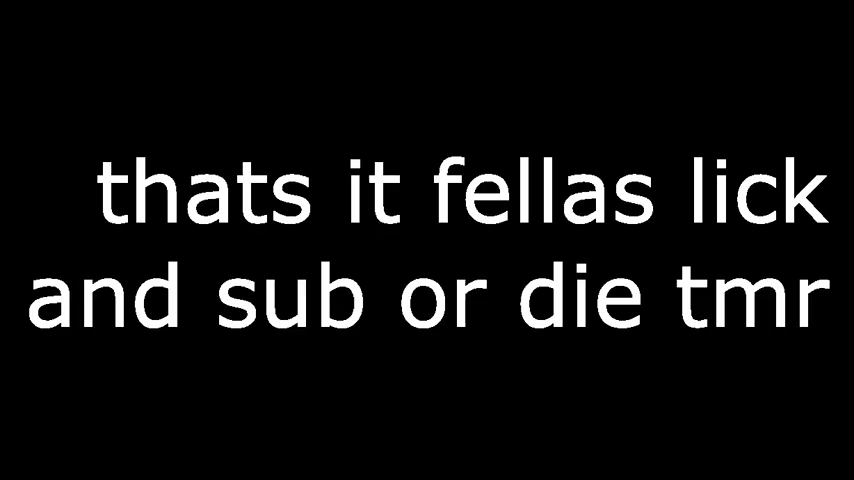 thats it fellas lick
and sub or die tmr